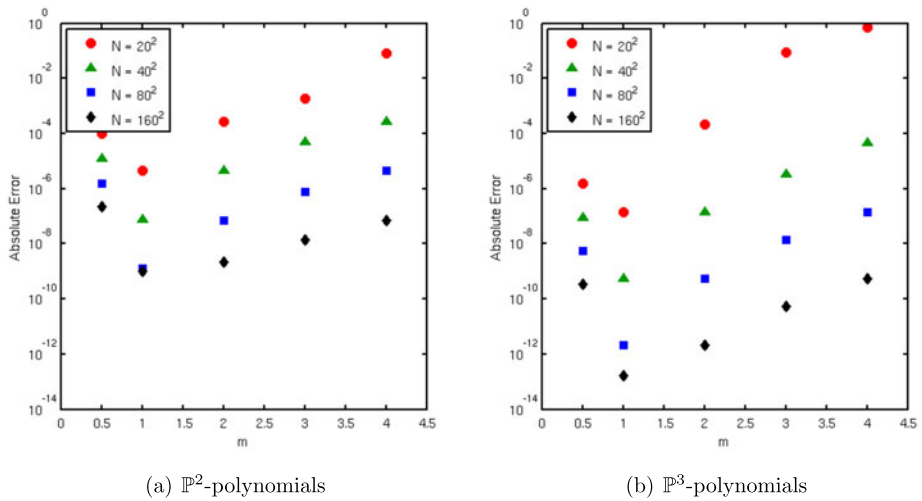 10^0
10^-2
10^-4
10^-6
10^-8
10^-10
10^-12
10^-14
Absolute Error
N = 20^2
N = 40^2
N = 80^2
N = 160^2
0 0.5 1 1.5 2 2.5 3 3.5 4 4.5
m
(a) ℙ^2-polynomials
10^0
10^-2
10^-4
10^-6
10^-8
10^-10
10^-12
10^-14
Absolute Error
N = 20^2
N = 40^2
N = 80^2
N = 160^2
0 0.5 1 1.5 2 2.5 3 3.5 4 4.5
m
(b) ℙ^3-polynomials